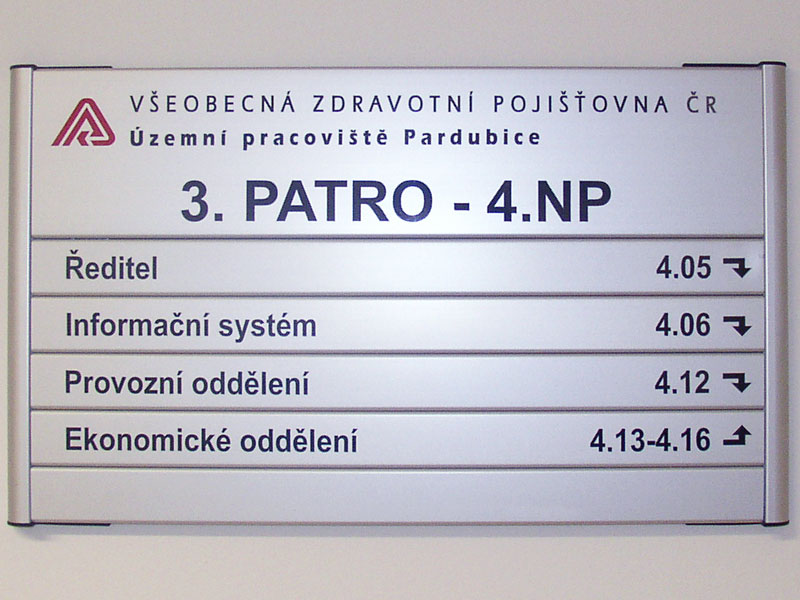 VŠEOBECNÁ ZDRAVOTNÍ POJIŠŤOVNA ČR
Územní pracoviště Pardubice
3. PATRO - 4.NP
Ředitel 4.05
Informační systém 4.06
Provozní oddělení 4.12
Ekonomické oddělení 4.13-4.16